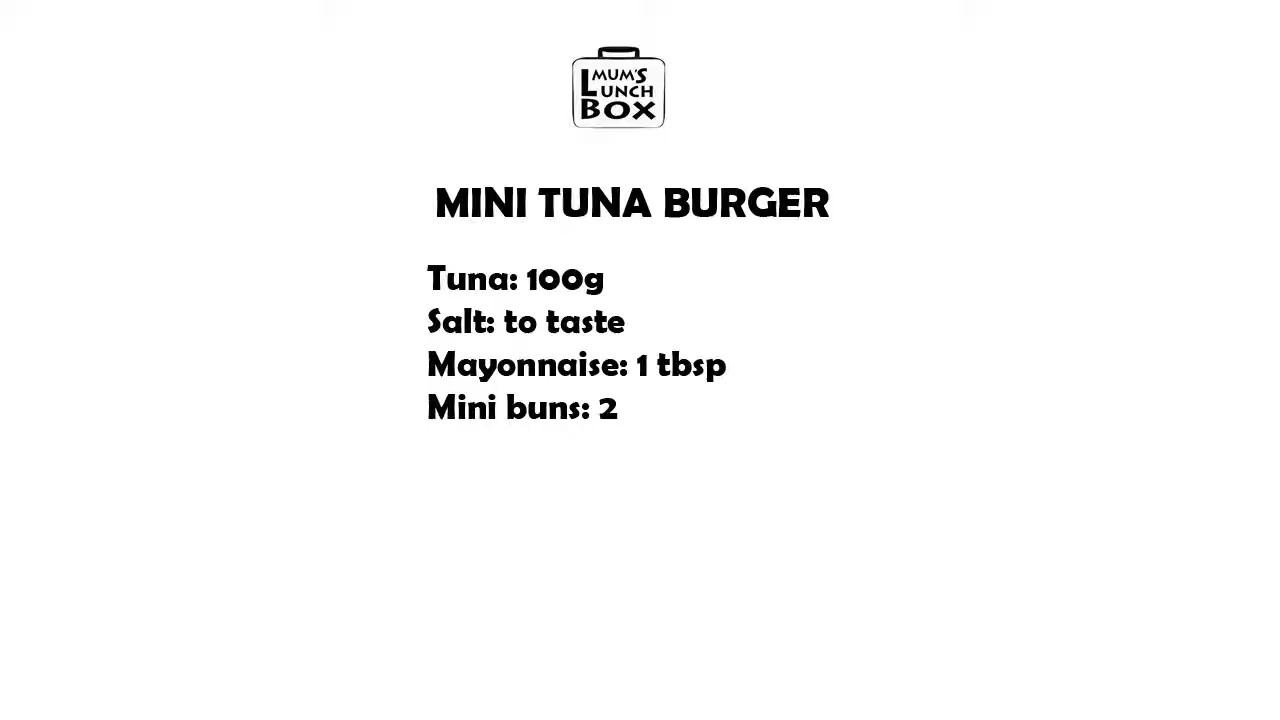 MUM'S
LUNCH
BOX
MINI TUNA BURGER
Tuna: 100g
Salt: to taste
Mayonnaise: 1 tbsp
Mini buns: 2